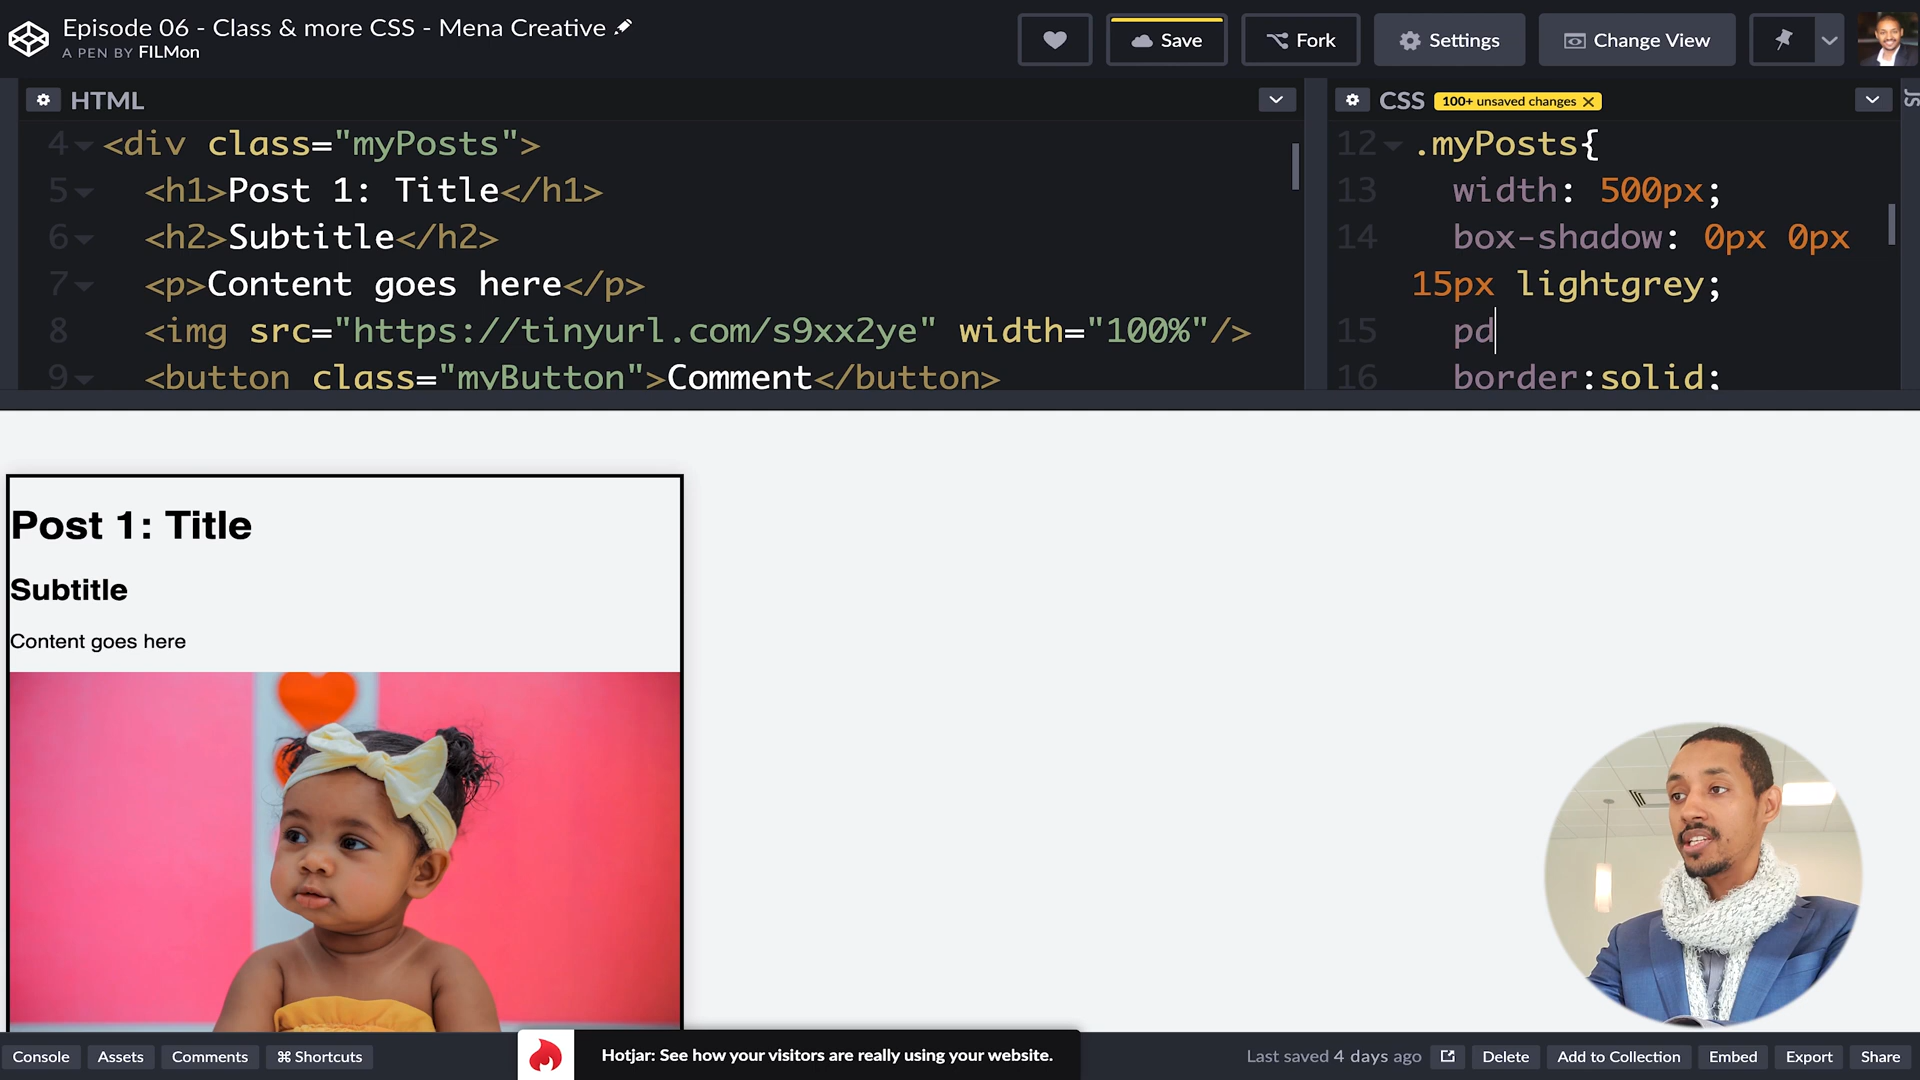 Episode 06 - Class & more CSS - Mena Creative
A PEN BY FILMon
Save
Fork
Settings
Change View
HTML
4 <div class="myPosts">
5 <h1>Post 1: Title</h1>
6 <h2>Subtitle</h2>
7 <p>Content goes here</p>
8 <img src="https://tinyurl.com/s9xx2ye" width="100%"/>
9 <button class="myButton">Comment</button>
CSS 100+ unsaved changes
12 .myPosts{
13 width: 500px;
14 box-shadow: 0px 0px
15px lightgrey;
15 pd
16 border:solid;
JS
Post 1: Title
Subtitle
Content goes here
Console
Assets
Comments
⌘ Shortcuts
Hotjar: See how your visitors are really using your website.
Last saved 4 days ago
Delete
Add to Collection
Embed
Export
Share